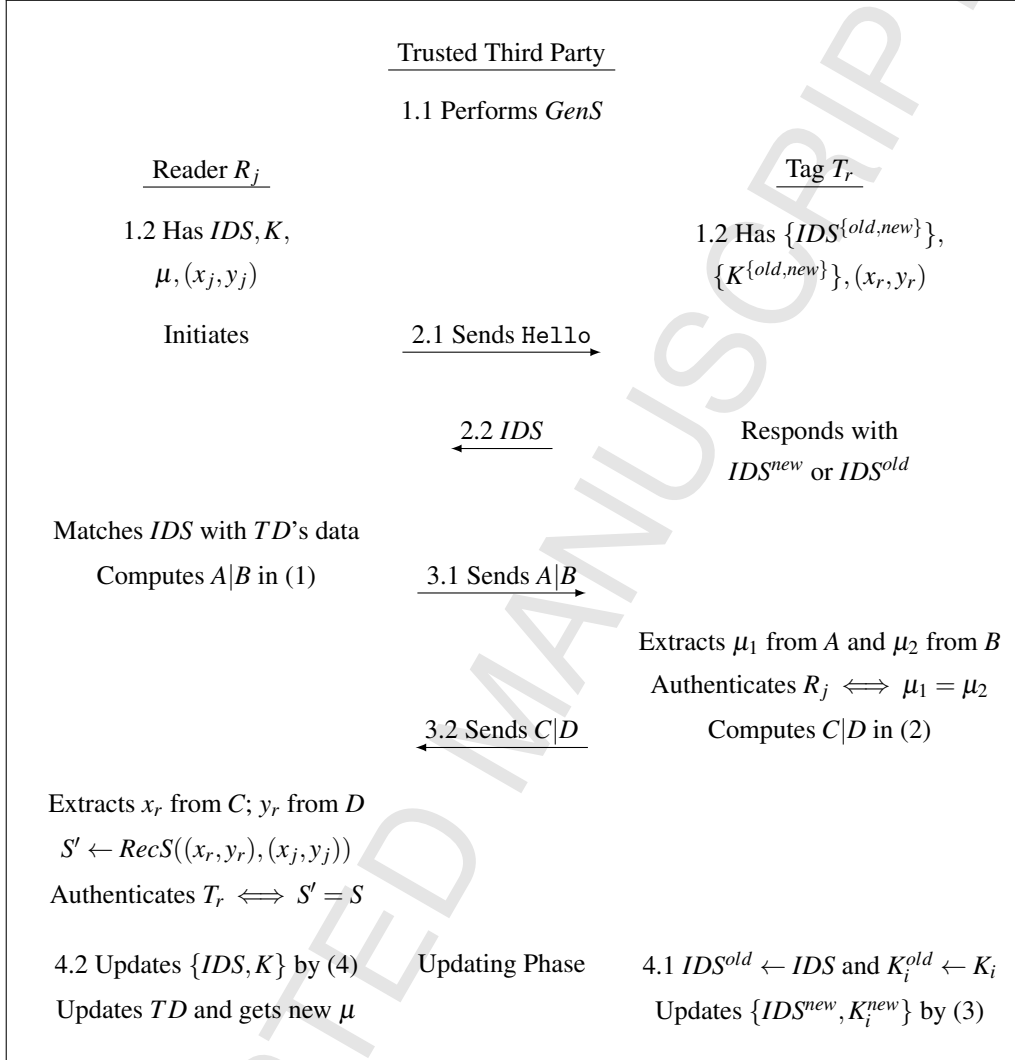 Trusted Third Party
1.1 Performs GenS
Reader R_j
Tag T_r
1.2 Has IDS, K,
μ, (x_j, y_j)
1.2 Has {IDS^{old,new}},
{K^{old,new}}, (x_r, y_r)
Initiates
2.1 Sends Hello
2.2 IDS
Responds with
IDS^new or IDS^old
Matches IDS with TD's data
Computes A|B in (1)
3.1 Sends A|B
Extracts μ_1 from A and μ_2 from B
Authenticates R_j ⟺ μ_1 = μ_2
Computes C|D in (2)
3.2 Sends C|D
Extracts x_r from C; y_r from D
S′ ← RecS((x_r, y_r), (x_j, y_j))
Authenticates T_r ⟺ S′ = S
4.2 Updates {IDS, K} by (4)
Updates TD and gets new μ
Updating Phase
4.1 IDS^old ← IDS and K_i^old ← K_i
Updates {IDS^new, K_i^new} by (3)
TED MANUSCRIP